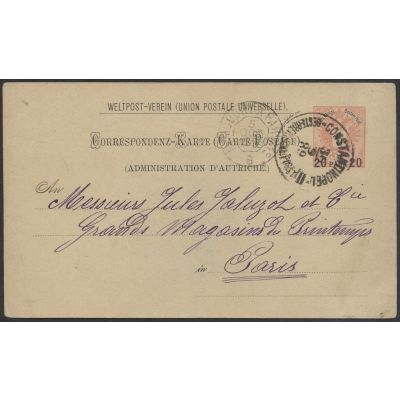 WELTPOST-VEREIN (UNION POSTALE UNIVERSELLE).
CORRESPONDENZ-KARTE (CARTE POSTALE)
(ADMINISTRATION D'AUTRICHE)
CONSTANTINOPEL
20 20
An Messieurs Jules Jaluzot et Cie
Grands Magasins du Printemps
in Paris